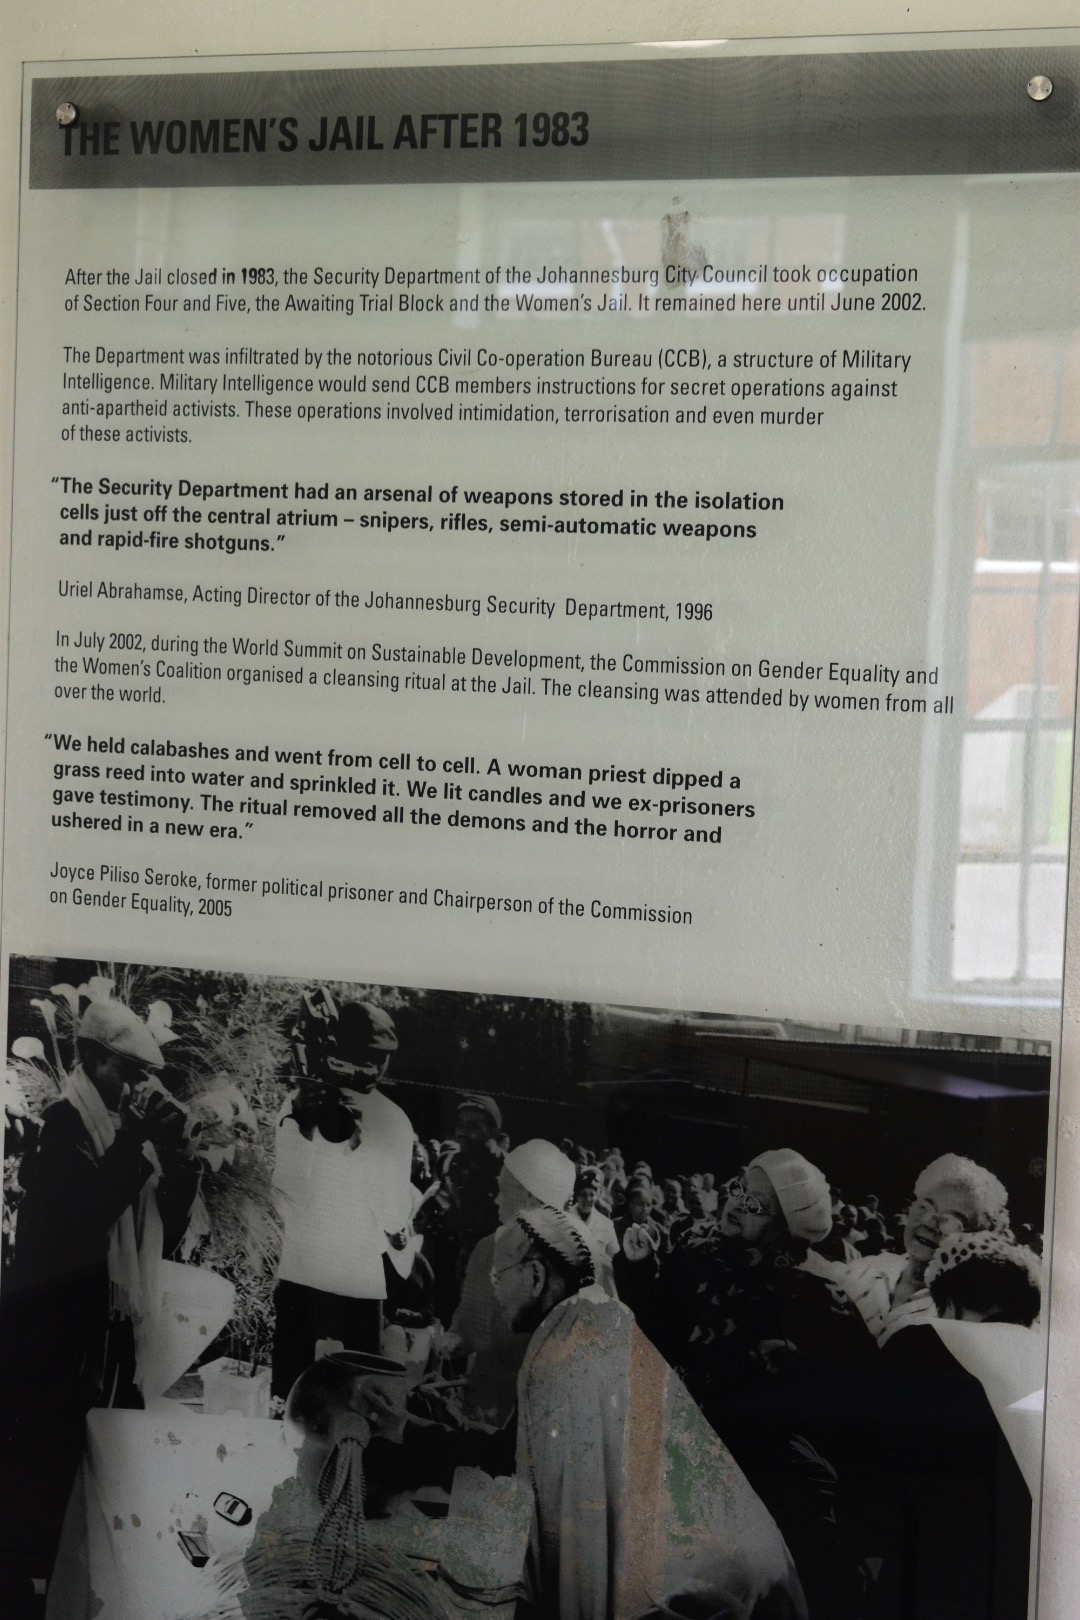 THE WOMEN'S JAIL AFTER 1983
After the Jail closed in 1983, the Security Department of the Johannesburg City Council took occupation
of Section Four and Five, the Awaiting Trial Block and the Women's Jail. It remained here until June 2002.
The Department was infiltrated by the notorious Civil Co-operation Bureau (CCB), a structure of Military
Intelligence. Military Intelligence would send CCB members instructions for secret operations against
anti-apartheid activists. These operations involved intimidation, terrorisation and even murder
of these activists.
“The Security Department had an arsenal of weapons stored in the isolation
cells just off the central atrium – snipers, rifles, semi-automatic weapons
and rapid-fire shotguns.”
Uriel Abrahamse, Acting Director of the Johannesburg Security Department, 1996
In July 2002, during the World Summit on Sustainable Development, the Commission on Gender Equality and
the Women's Coalition organised a cleansing ritual at the Jail. The cleansing was attended by women from all
over the world.
“We held calabashes and went from cell to cell. A woman priest dipped a
grass reed into water and sprinkled it. We lit candles and we ex-prisoners
gave testimony. The ritual removed all the demons and the horror and
ushered in a new era.”
Joyce Piliso Seroke, former political prisoner and Chairperson of the Commission
on Gender Equality, 2005